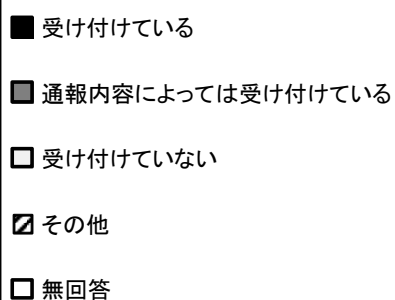 受け付けている
通報内容によっては受け付けている
受け付けていない
その他
無回答